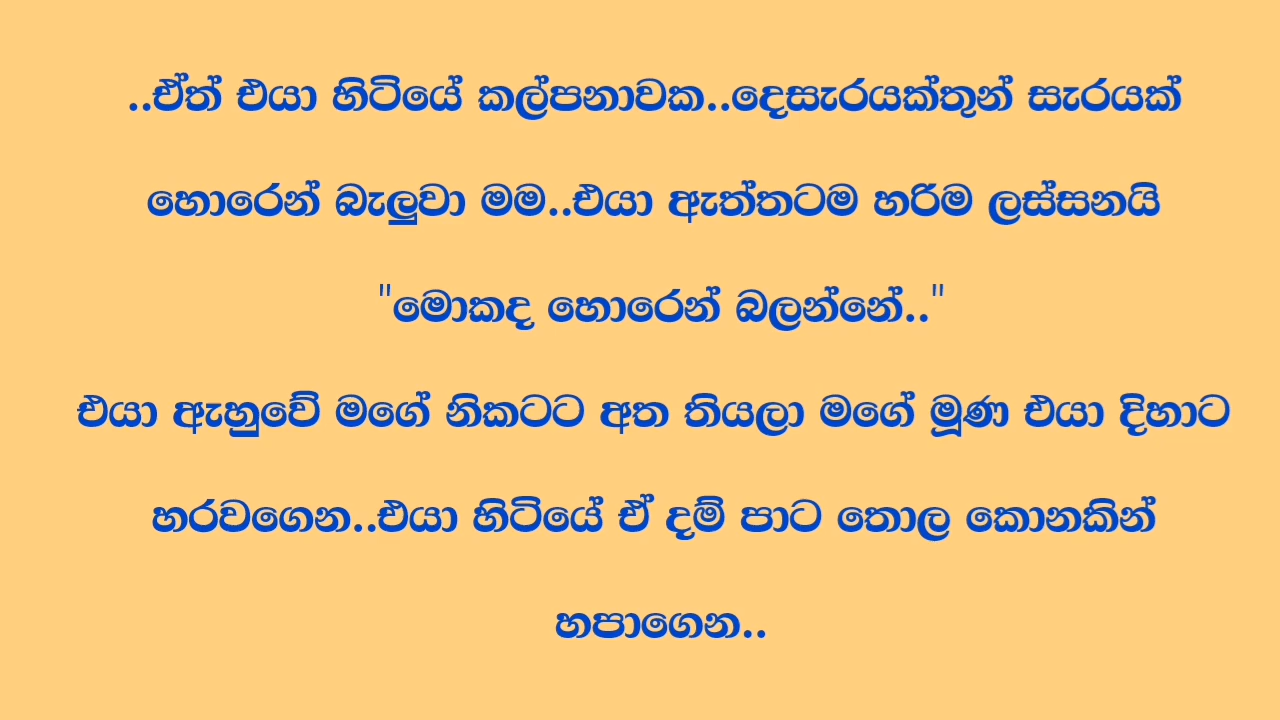 ..ඒත් එයා හිටියේ කල්පනාවක..දෙසැරයක්තුන් සැරයක්
හොරෙන් බැලුවා මම..එයා ඇත්තටම හරිම ලස්සනයි
"මොකද හොරෙන් බලන්නේ.."
එයා ඇහුවේ මගේ නිකටට අත තියලා මගේ මූණ එයා දිහාට
හරවගෙන..එයා හිටියේ ඒ දම් පාට තොල කොනකින්
හපාගෙන..